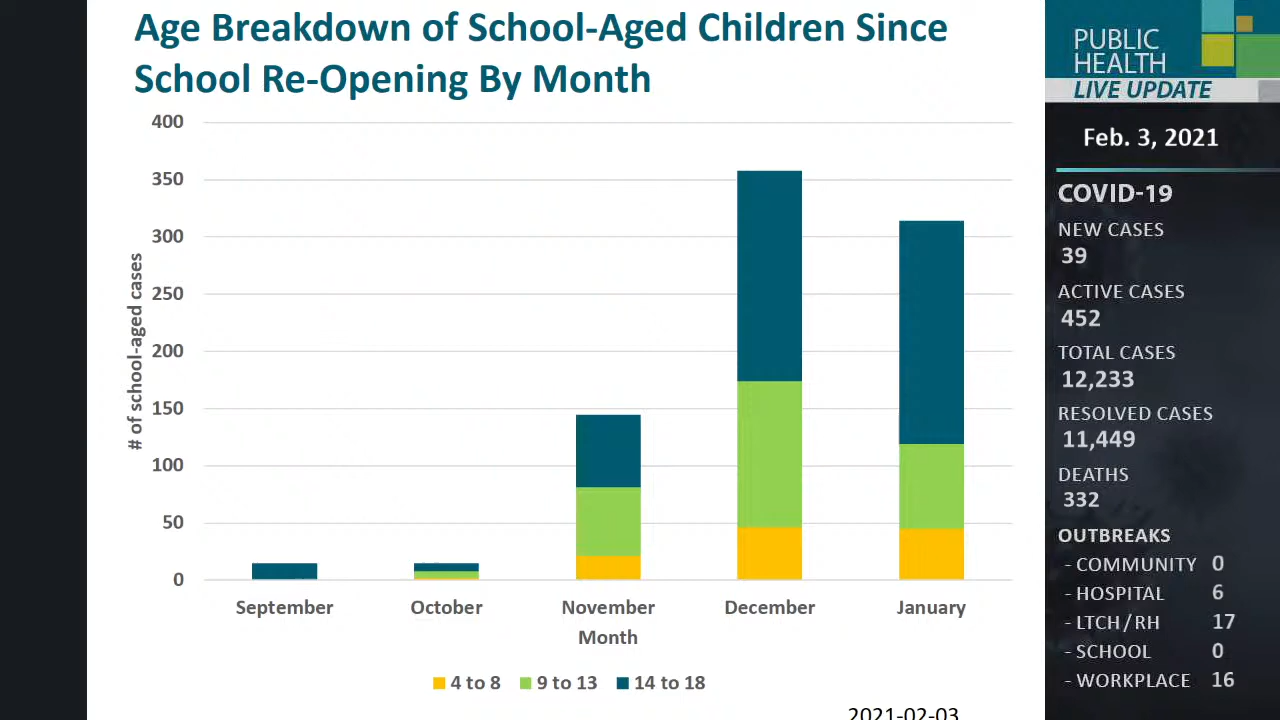 Age Breakdown of School-Aged Children Since
School Re-Opening By Month
400
350
300
250
200
150
100
50
0
# of school-aged cases
September October November December January
Month
4 to 8 9 to 13 14 to 18
2021-02-03
PUBLIC
HEALTH
LIVE UPDATE
Feb. 3, 2021
COVID-19
NEW CASES
39
ACTIVE CASES
452
TOTAL CASES
12,233
RESOLVED CASES
11,449
DEATHS
332
OUTBREAKS
- COMMUNITY 0
- HOSPITAL 6
- LTCH/RH 17
- SCHOOL 0
- WORKPLACE 16